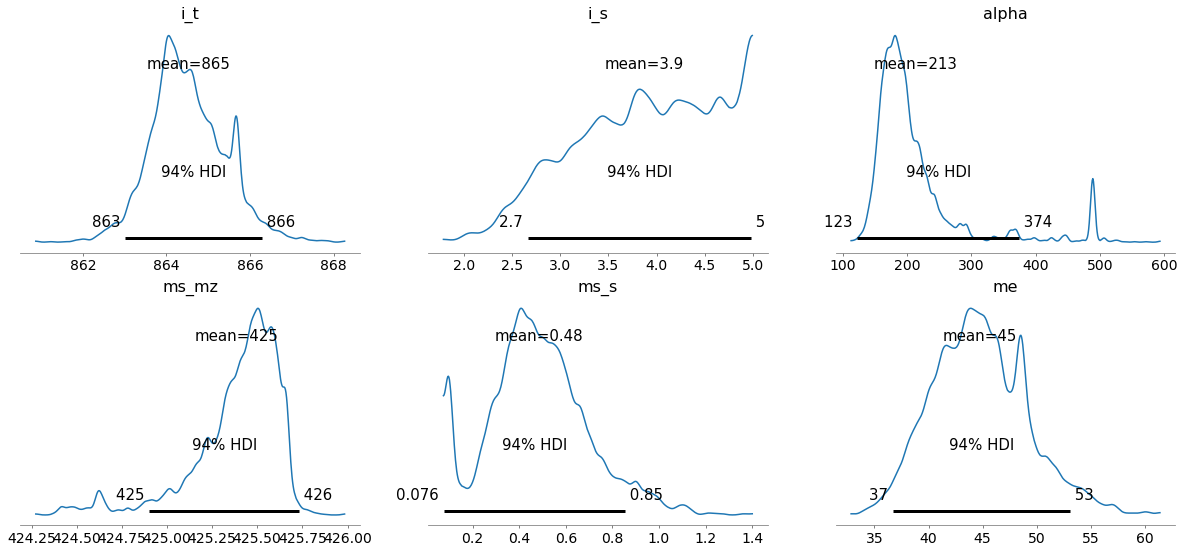 i_t
mean=865
94% HDI
863 866
862 864 866 868
i_s
mean=3.9
94% HDI
2.7 5
2.0 2.5 3.0 3.5 4.0 4.5 5.0
alpha
mean=213
94% HDI
123 374
100 200 300 400 500 600
ms_mz
mean=425
94% HDI
425 426
424.25 424.50 424.75 425.00 425.25 425.50 425.75 426.00
ms_s
mean=0.48
94% HDI
0.076 0.85
0.2 0.4 0.6 0.8 1.0 1.2 1.4
me
mean=45
94% HDI
37 53
35 40 45 50 55 60